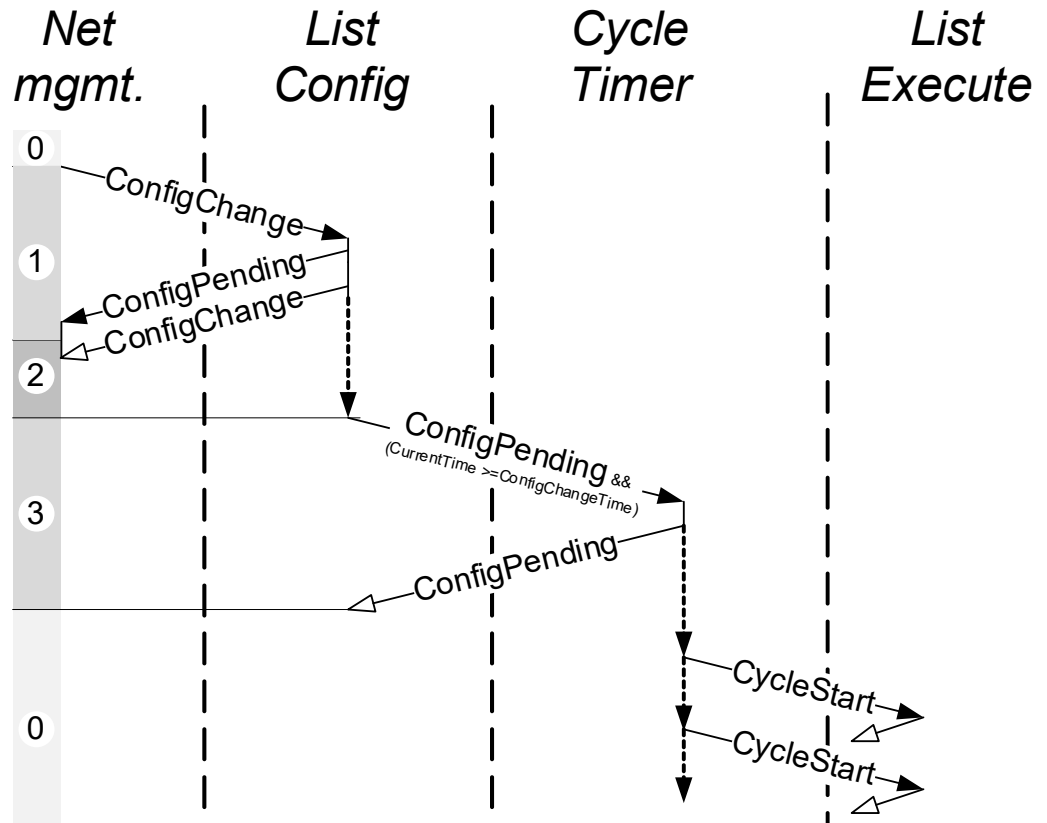 Net mgmt.
List Config
Cycle Timer
List Execute
0
ConfigChange
1
ConfigPending
ConfigChange
2
ConfigPending &&
(CurrentTime >=ConfigChangeTime)
3
ConfigPending
CycleStart
0
CycleStart